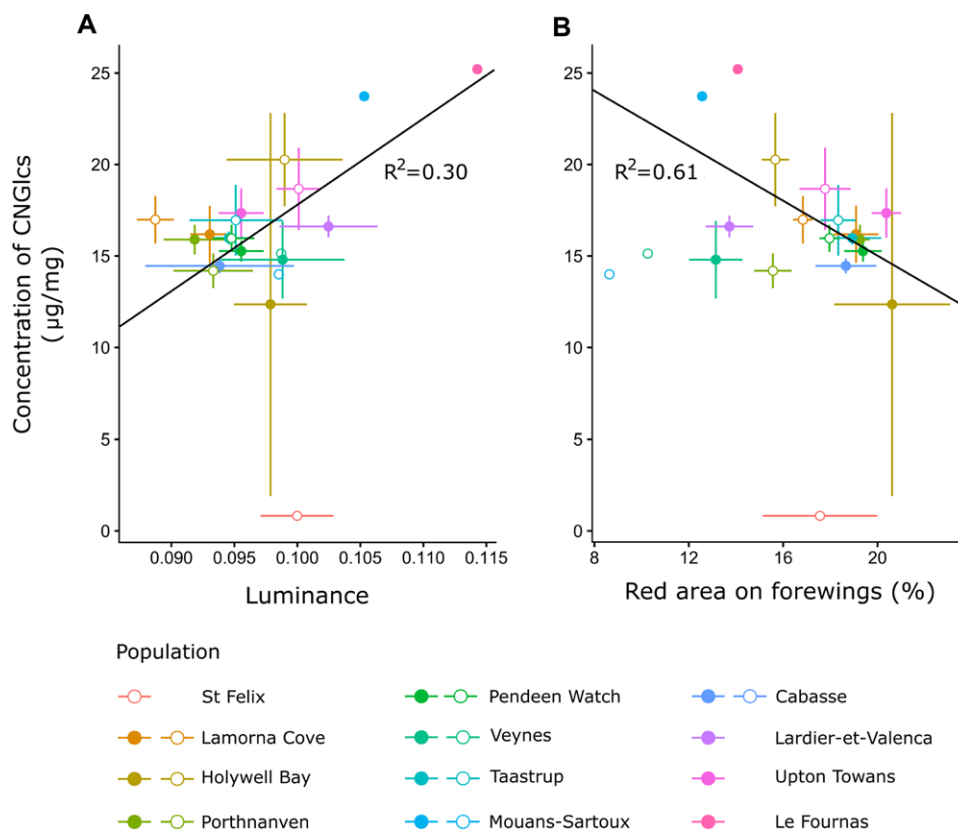 A
B
Concentration of CNGlcs
( µg/mg)
25
20
15
10
5
0
R²=0.30
0.090 0.095 0.100 0.105 0.110 0.115
Luminance
25
20
15
10
5
0
R²=0.61
8 12 16 20
Red area on forewings (%)
Population
St Felix
Pendeen Watch
Cabasse
Lamorna Cove
Veynes
Lardier-et-Valenca
Holywell Bay
Taastrup
Upton Towans
Porthnanven
Mouans-Sartoux
Le Fournas